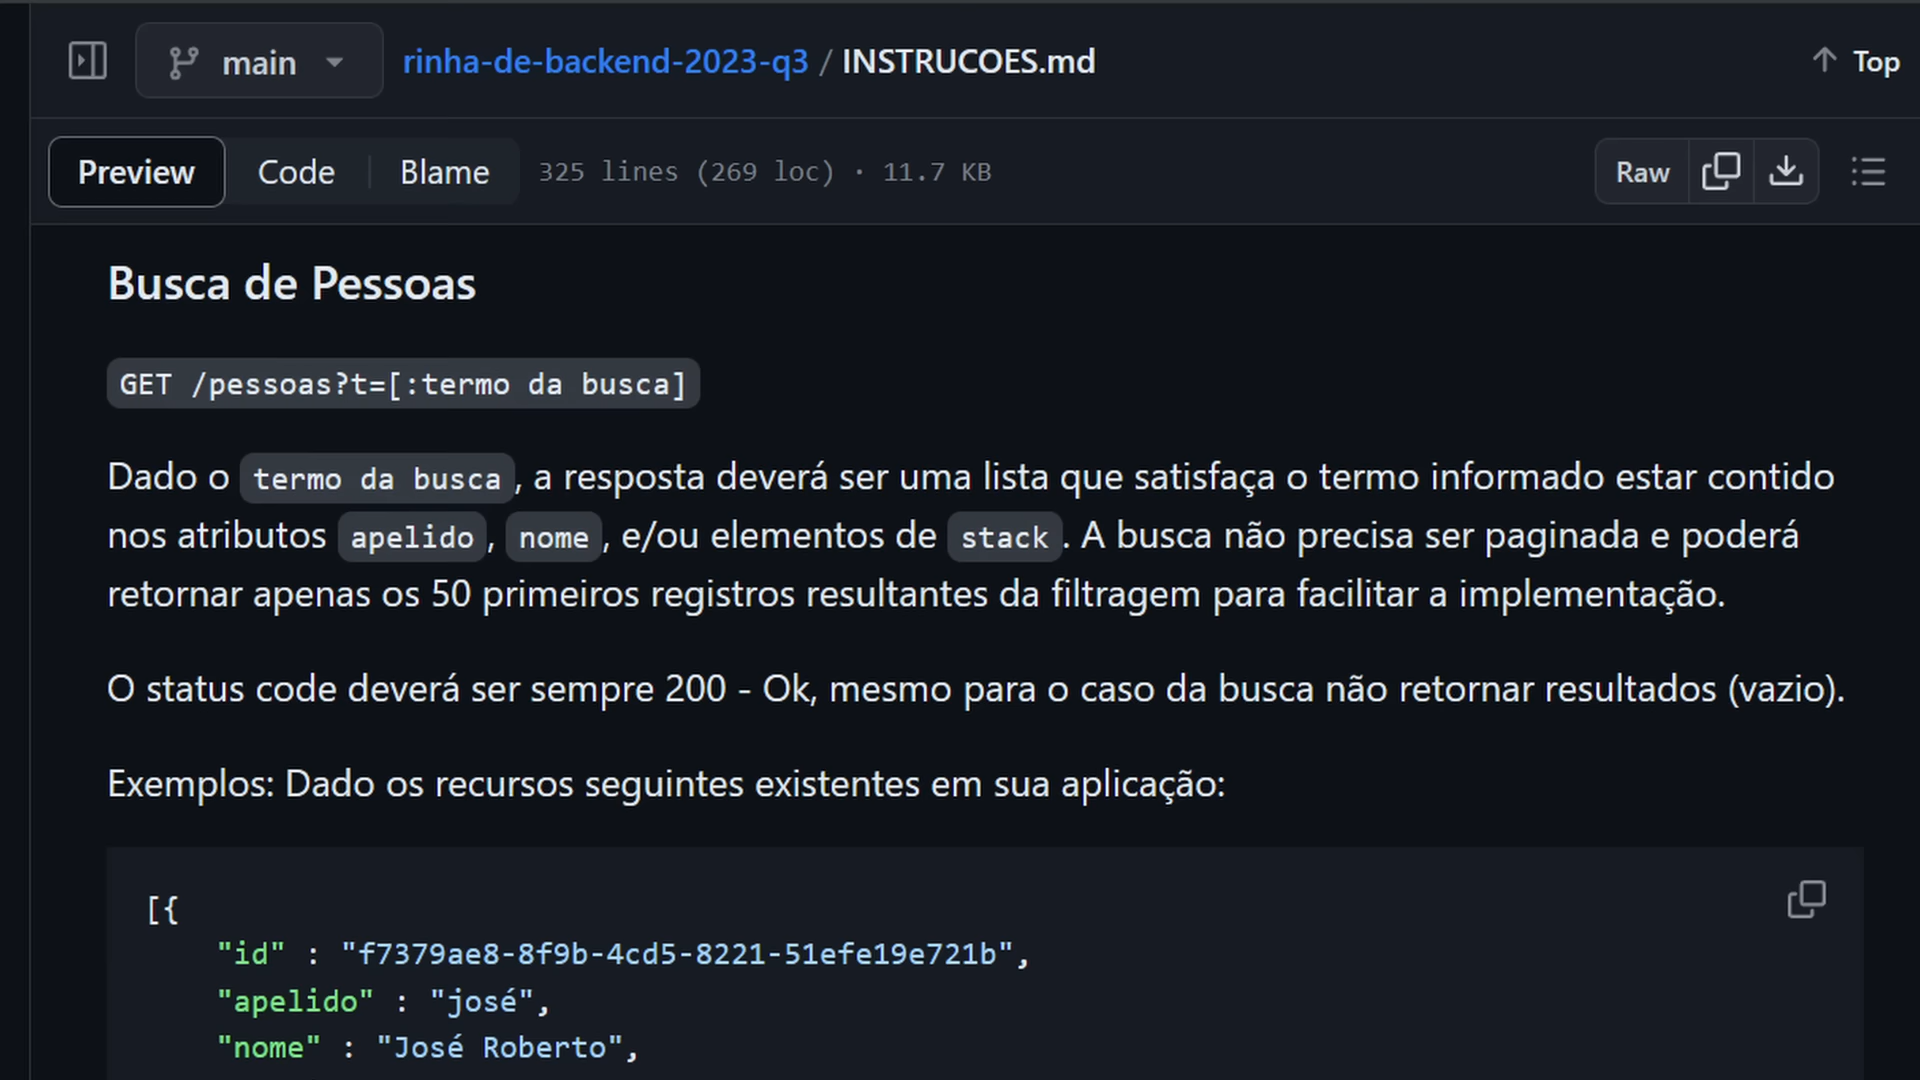 main rinha-de-backend-2023-q3 / INSTRUCOES.md Top
Preview Code Blame 325 lines (269 loc) · 11.7 KB Raw
Busca de Pessoas
GET /pessoas?t=[:termo da busca]
Dado o termo da busca, a resposta deverá ser uma lista que satisfaça o termo informado estar contido
nos atributos apelido, nome, e/ou elementos de stack. A busca não precisa ser paginada e poderá
retornar apenas os 50 primeiros registros resultantes da filtragem para facilitar a implementação.
O status code deverá ser sempre 200 - Ok, mesmo para o caso da busca não retornar resultados (vazio).
Exemplos: Dado os recursos seguintes existentes em sua aplicação:
[{
"id" : "f7379ae8-8f9b-4cd5-8221-51efe19e721b",
"apelido" : "josé",
"nome" : "José Roberto",